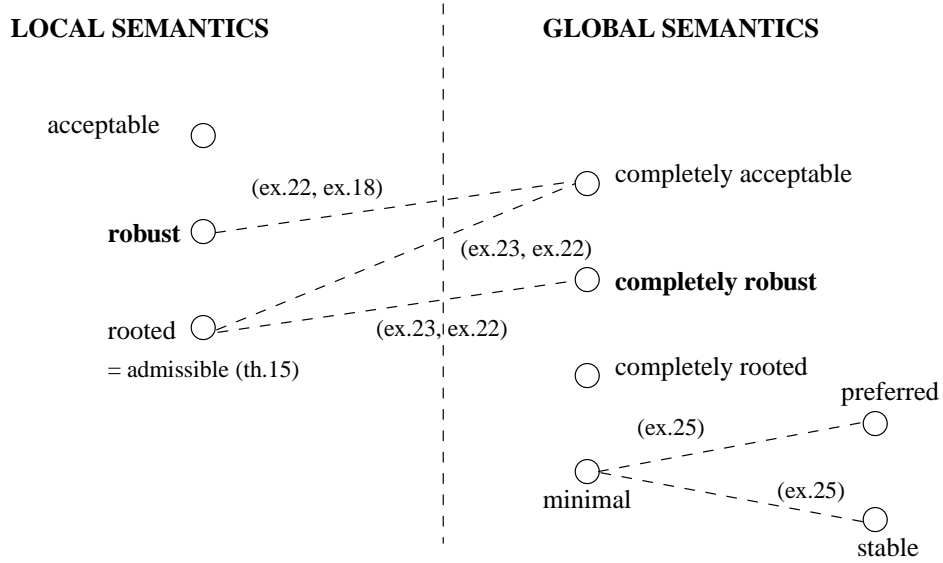 LOCAL SEMANTICS
GLOBAL SEMANTICS
acceptable
completely acceptable
(ex.22, ex.18)
robust
(ex.23, ex.22)
completely robust
rooted
(ex.23, ex.22)
= admissible (th.15)
completely rooted
preferred
(ex.25)
(ex.25)
minimal
stable